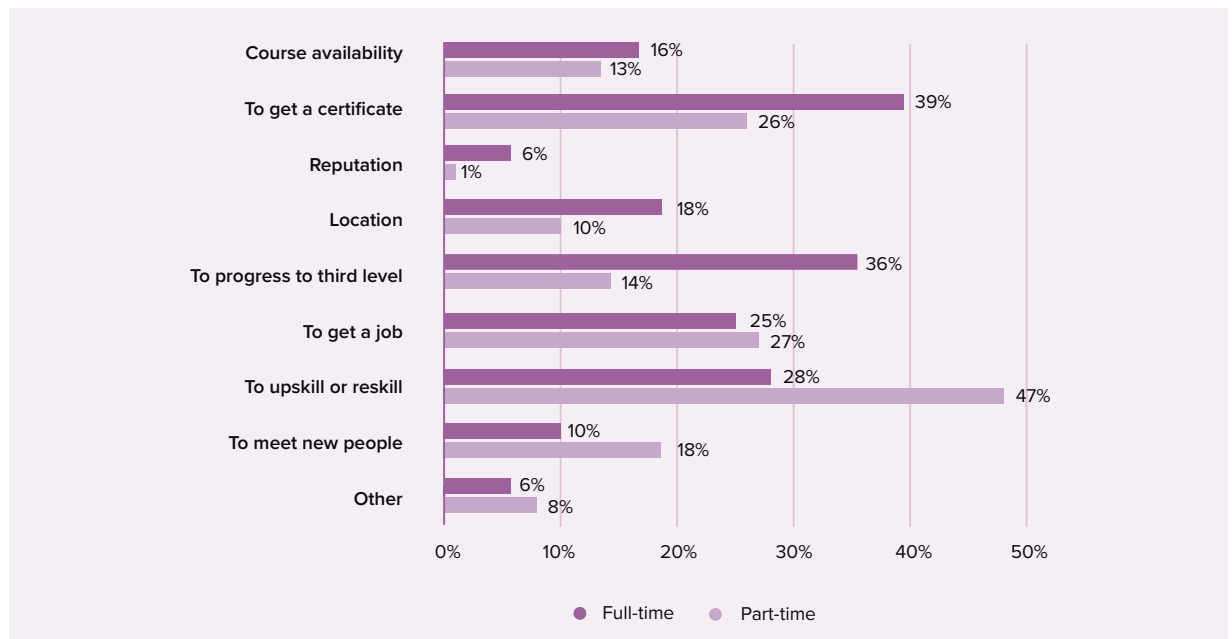 Course availability
16%
13%
To get a certificate
39%
26%
Reputation
6%
1%
Location
18%
10%
To progress to third level
36%
14%
To get a job
25%
27%
To upskill or reskill
28%
47%
To meet new people
10%
18%
Other
6%
8%
0% 10% 20% 30% 40% 50%
Full-time Part-time